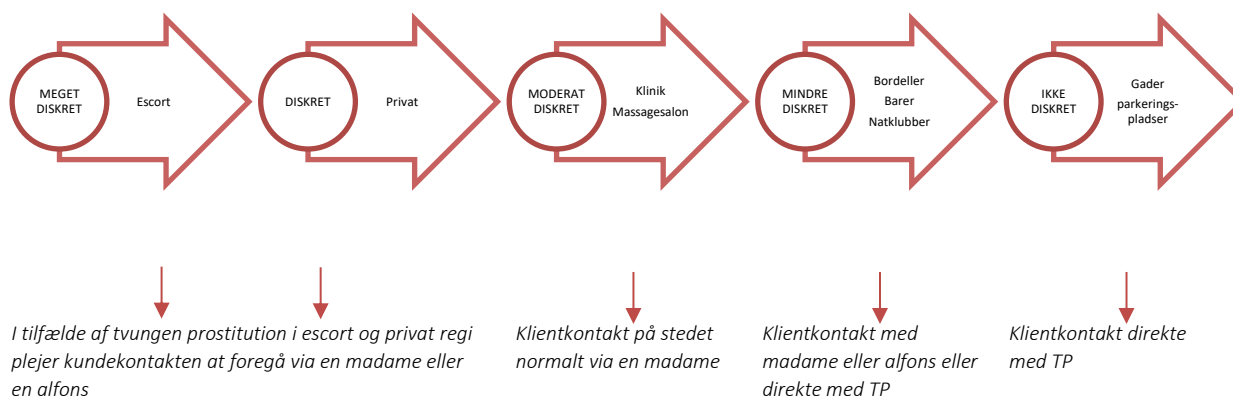 MEGET
DISKRET
Escort
DISKRET
Privat
MODERAT
DISKRET
Klinik
Massagesalon
MINDRE
DISKRET
Bordeller
Barer
Natklubber
IKKE
DISKRET
Gader
parkerings-
pladser
I tilfælde af tvungen prostitution i escort og privat regi
plejer kundekontakten at foregå via en madame eller
en alfons
Klientkontakt på stedet
normalt via en madame
Klientkontakt med
madame eller alfons eller
direkte med TP
Klientkontakt direkte
med TP